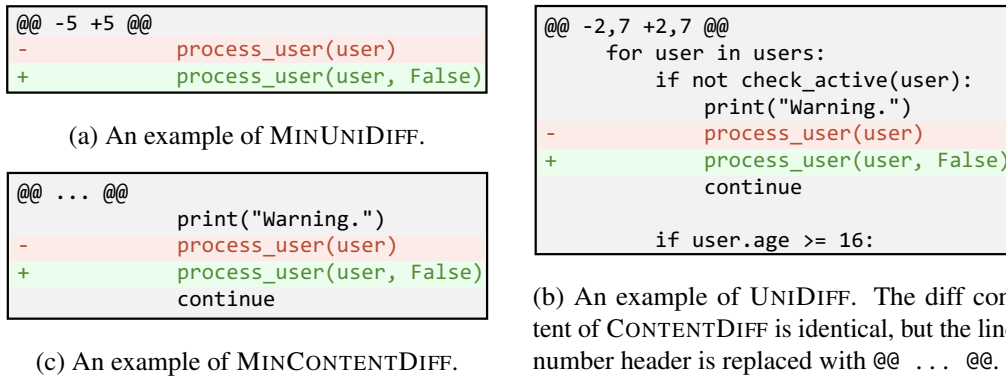 @@ -5 +5 @@
-            process_user(user)
+            process_user(user, False)
(a) An example of MINUNIDIFF.
@@ ... @@
             print("Warning.")
-            process_user(user)
+            process_user(user, False)
             continue
(c) An example of MINCONTENTDIFF.
@@ -2,7 +2,7 @@
     for user in users:
         if not check_active(user):
             print("Warning.")
-            process_user(user)
+            process_user(user, False)
             continue
         if user.age >= 16:
(b) An example of UNIDIFF. The diff con-
tent of CONTENTDIFF is identical, but the line
number header is replaced with @@ ... @@.